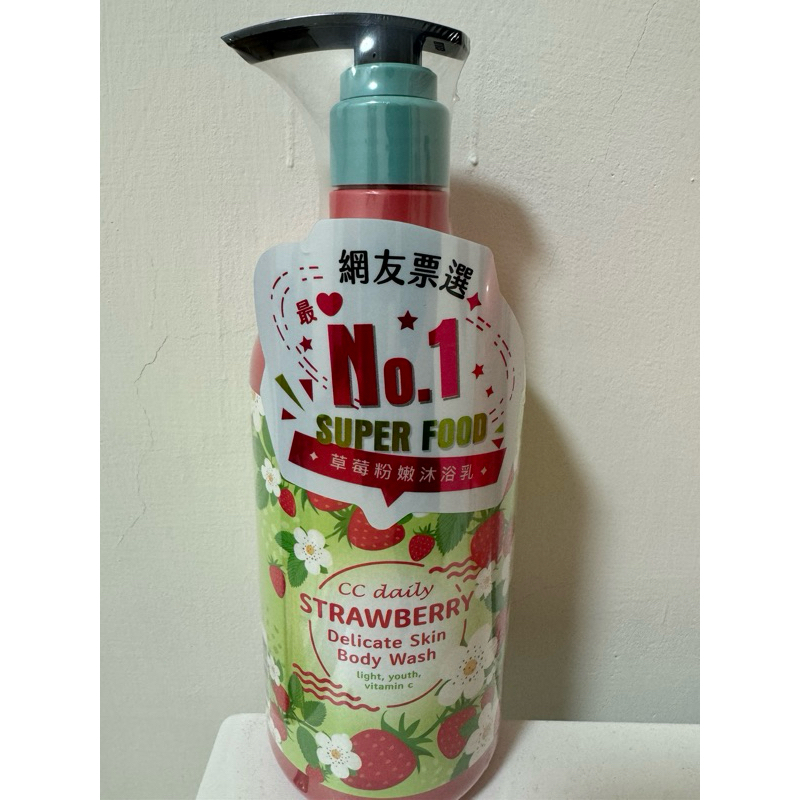 網友票選
最
No.1
SUPER FOOD
草莓粉嫩沐浴乳
CC daily
STRAWBERRY
Delicate Skin
Body Wash
light, youth,
vitamin c